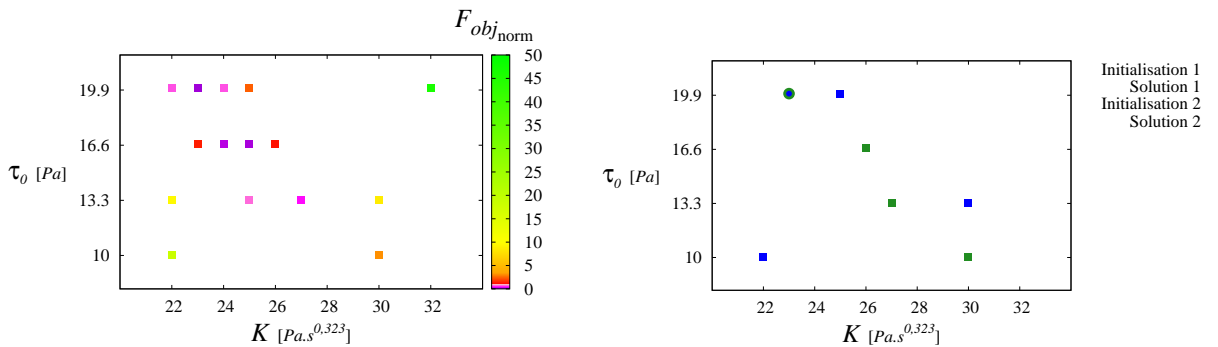 F obj norm
50
45
40
35
30
25
20
15
10
5
0
19.9
16.6
13.3
10
τ0 [Pa]
22 24 26 28 30 32
K [Pa.s^0,323]
19.9
16.6
13.3
10
τ0 [Pa]
22 24 26 28 30 32
K [Pa.s^0,323]
Initialisation 1
Solution 1
Initialisation 2
Solution 2